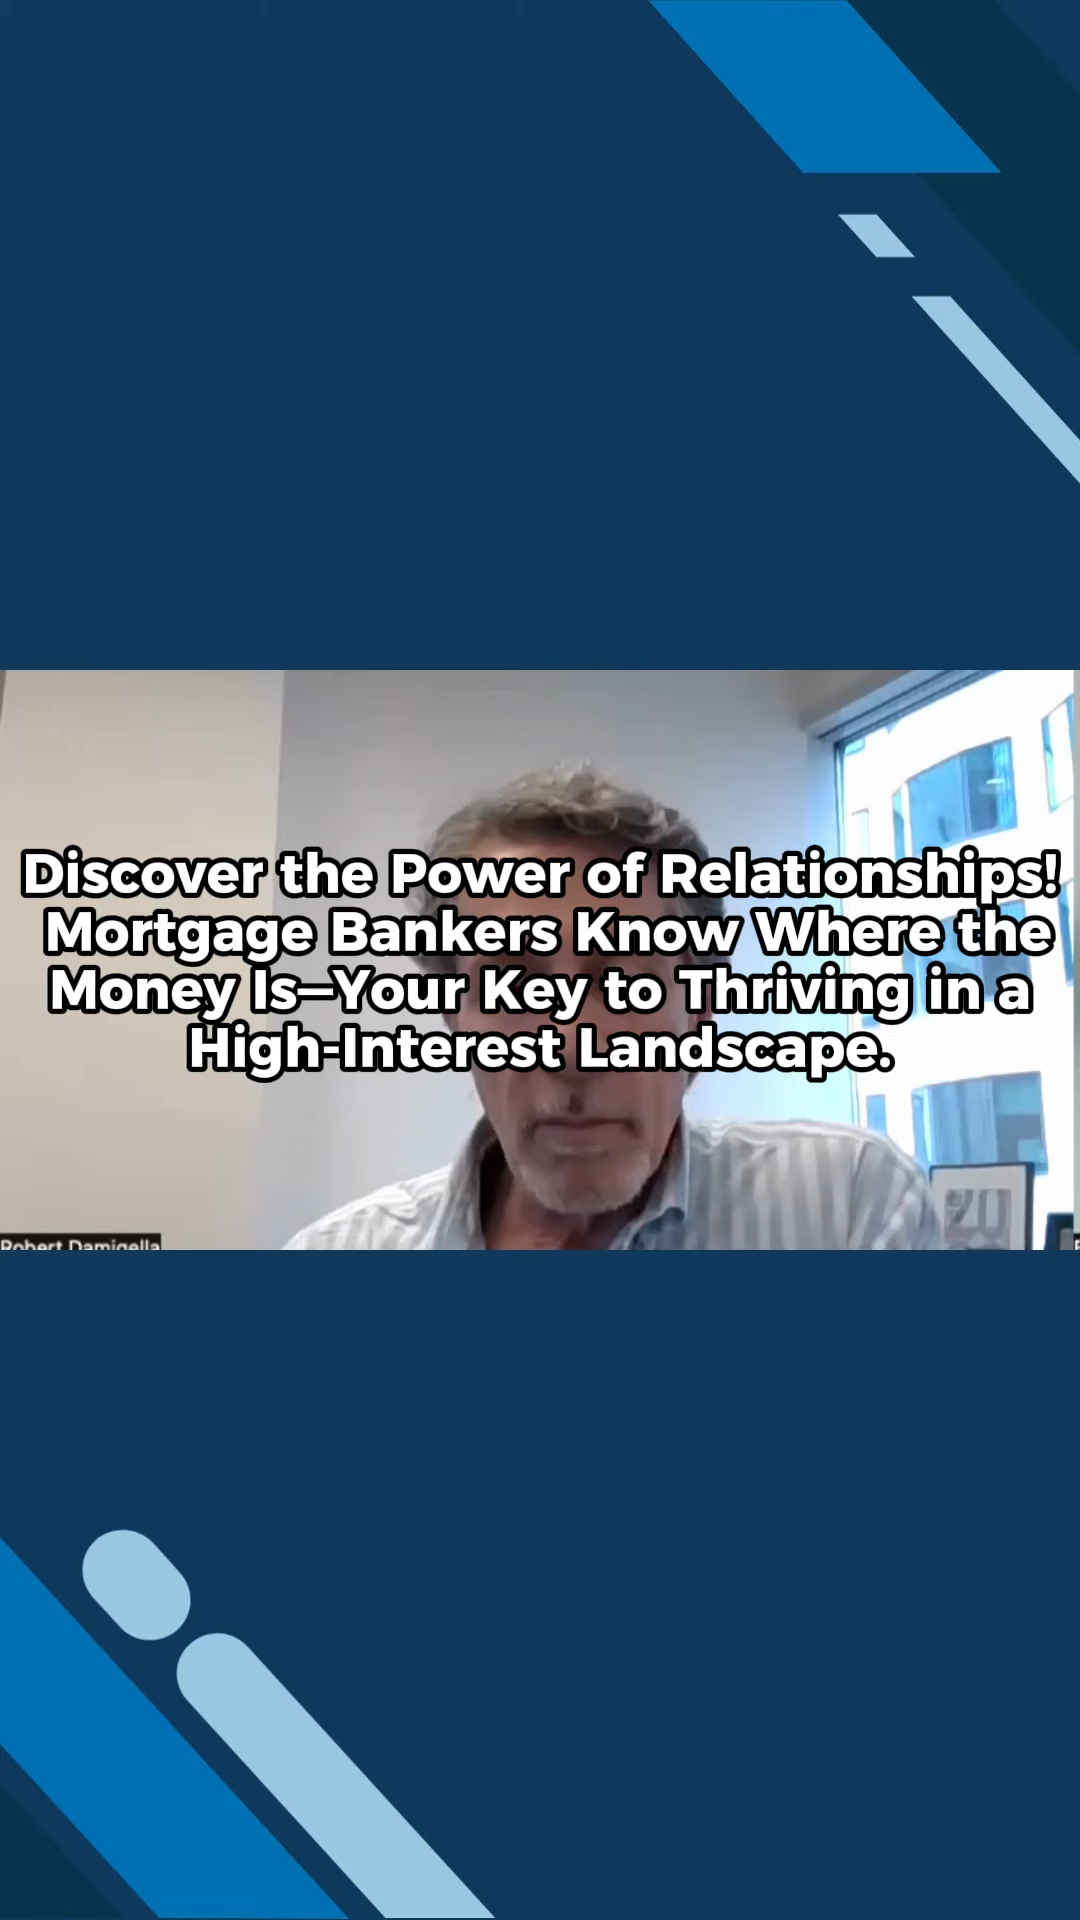 Discover the Power of Relationships!
Mortgage Bankers Know Where the
Money Is—Your Key to Thriving in a
High-Interest Landscape.
Robert Damigella